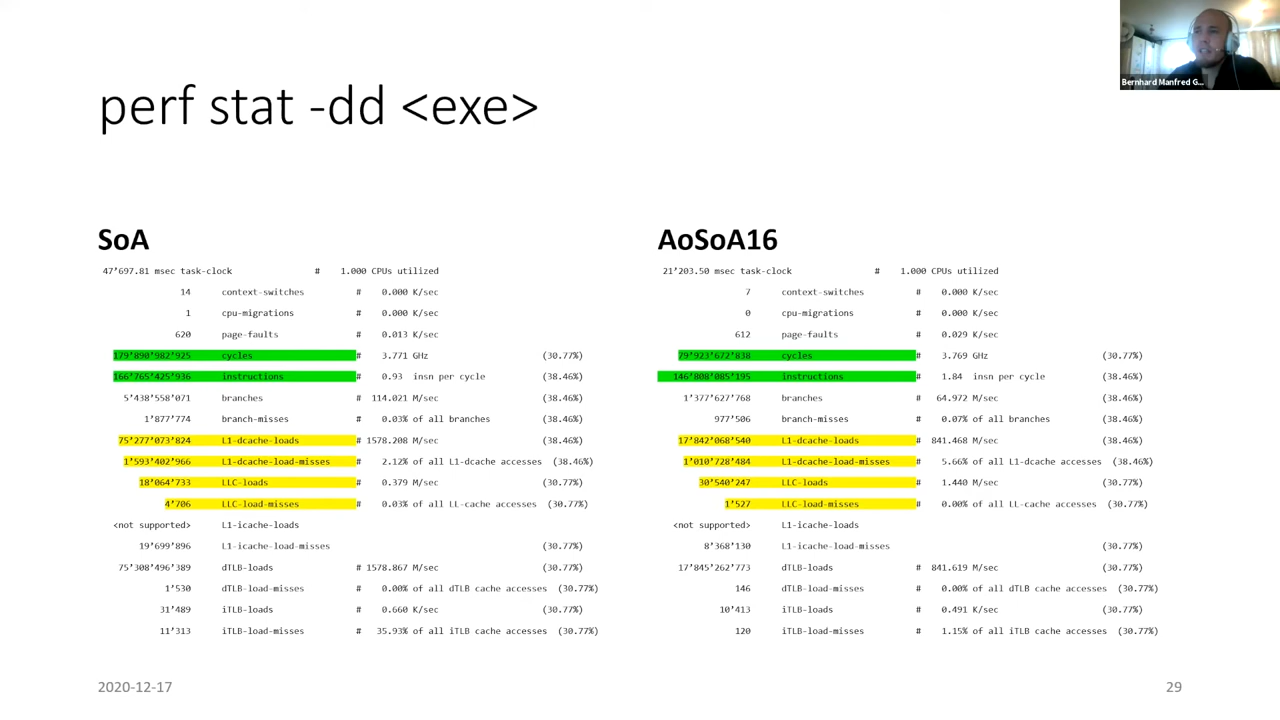 Bernhard Manfred G...
perf stat -dd <exe>
SoA
47’697.81 msec task-clock # 1.000 CPUs utilized
14 context-switches # 0.000 K/sec
1 cpu-migrations # 0.000 K/sec
620 page-faults # 0.013 K/sec
179’890’982’925 cycles # 3.771 GHz (30.77%)
166’765’425’936 instructions # 0.93 insn per cycle (38.46%)
5’438’558’071 branches # 114.021 M/sec (38.46%)
1’877’774 branch-misses # 0.03% of all branches (38.46%)
75’277’073’824 L1-dcache-loads # 1578.208 M/sec (38.46%)
1’593’402’966 L1-dcache-load-misses # 2.12% of all L1-dcache accesses (38.46%)
18’064’733 LLC-loads # 0.379 M/sec (30.77%)
4’706 LLC-load-misses # 0.03% of all LL-cache accesses (30.77%)
<not supported> L1-icache-loads
19’699’896 L1-icache-load-misses (30.77%)
75’308’496’389 dTLB-loads # 1578.867 M/sec (30.77%)
1’530 dTLB-load-misses # 0.00% of all dTLB cache accesses (30.77%)
31’489 iTLB-loads # 0.660 K/sec (30.77%)
11’313 iTLB-load-misses # 35.93% of all iTLB cache accesses (30.77%)
AoSoA16
21’203.50 msec task-clock # 1.000 CPUs utilized
7 context-switches # 0.000 K/sec
0 cpu-migrations # 0.000 K/sec
612 page-faults # 0.029 K/sec
79’923’672’838 cycles # 3.769 GHz (30.77%)
146’808’085’195 instructions # 1.84 insn per cycle (38.46%)
1’377’627’768 branches # 64.972 M/sec (38.46%)
977’506 branch-misses # 0.07% of all branches (38.46%)
17’842’068’540 L1-dcache-loads # 841.468 M/sec (38.46%)
1’010’728’484 L1-dcache-load-misses # 5.66% of all L1-dcache accesses (38.46%)
30’540’247 LLC-loads # 1.440 M/sec (30.77%)
1’527 LLC-load-misses # 0.00% of all LL-cache accesses (30.77%)
<not supported> L1-icache-loads
8’368’130 L1-icache-load-misses (30.77%)
17’845’262’773 dTLB-loads # 841.619 M/sec (30.77%)
146 dTLB-load-misses # 0.00% of all dTLB cache accesses (30.77%)
10’413 iTLB-loads # 0.491 K/sec (30.77%)
120 iTLB-load-misses # 1.15% of all iTLB cache accesses (30.77%)
2020-12-17
29